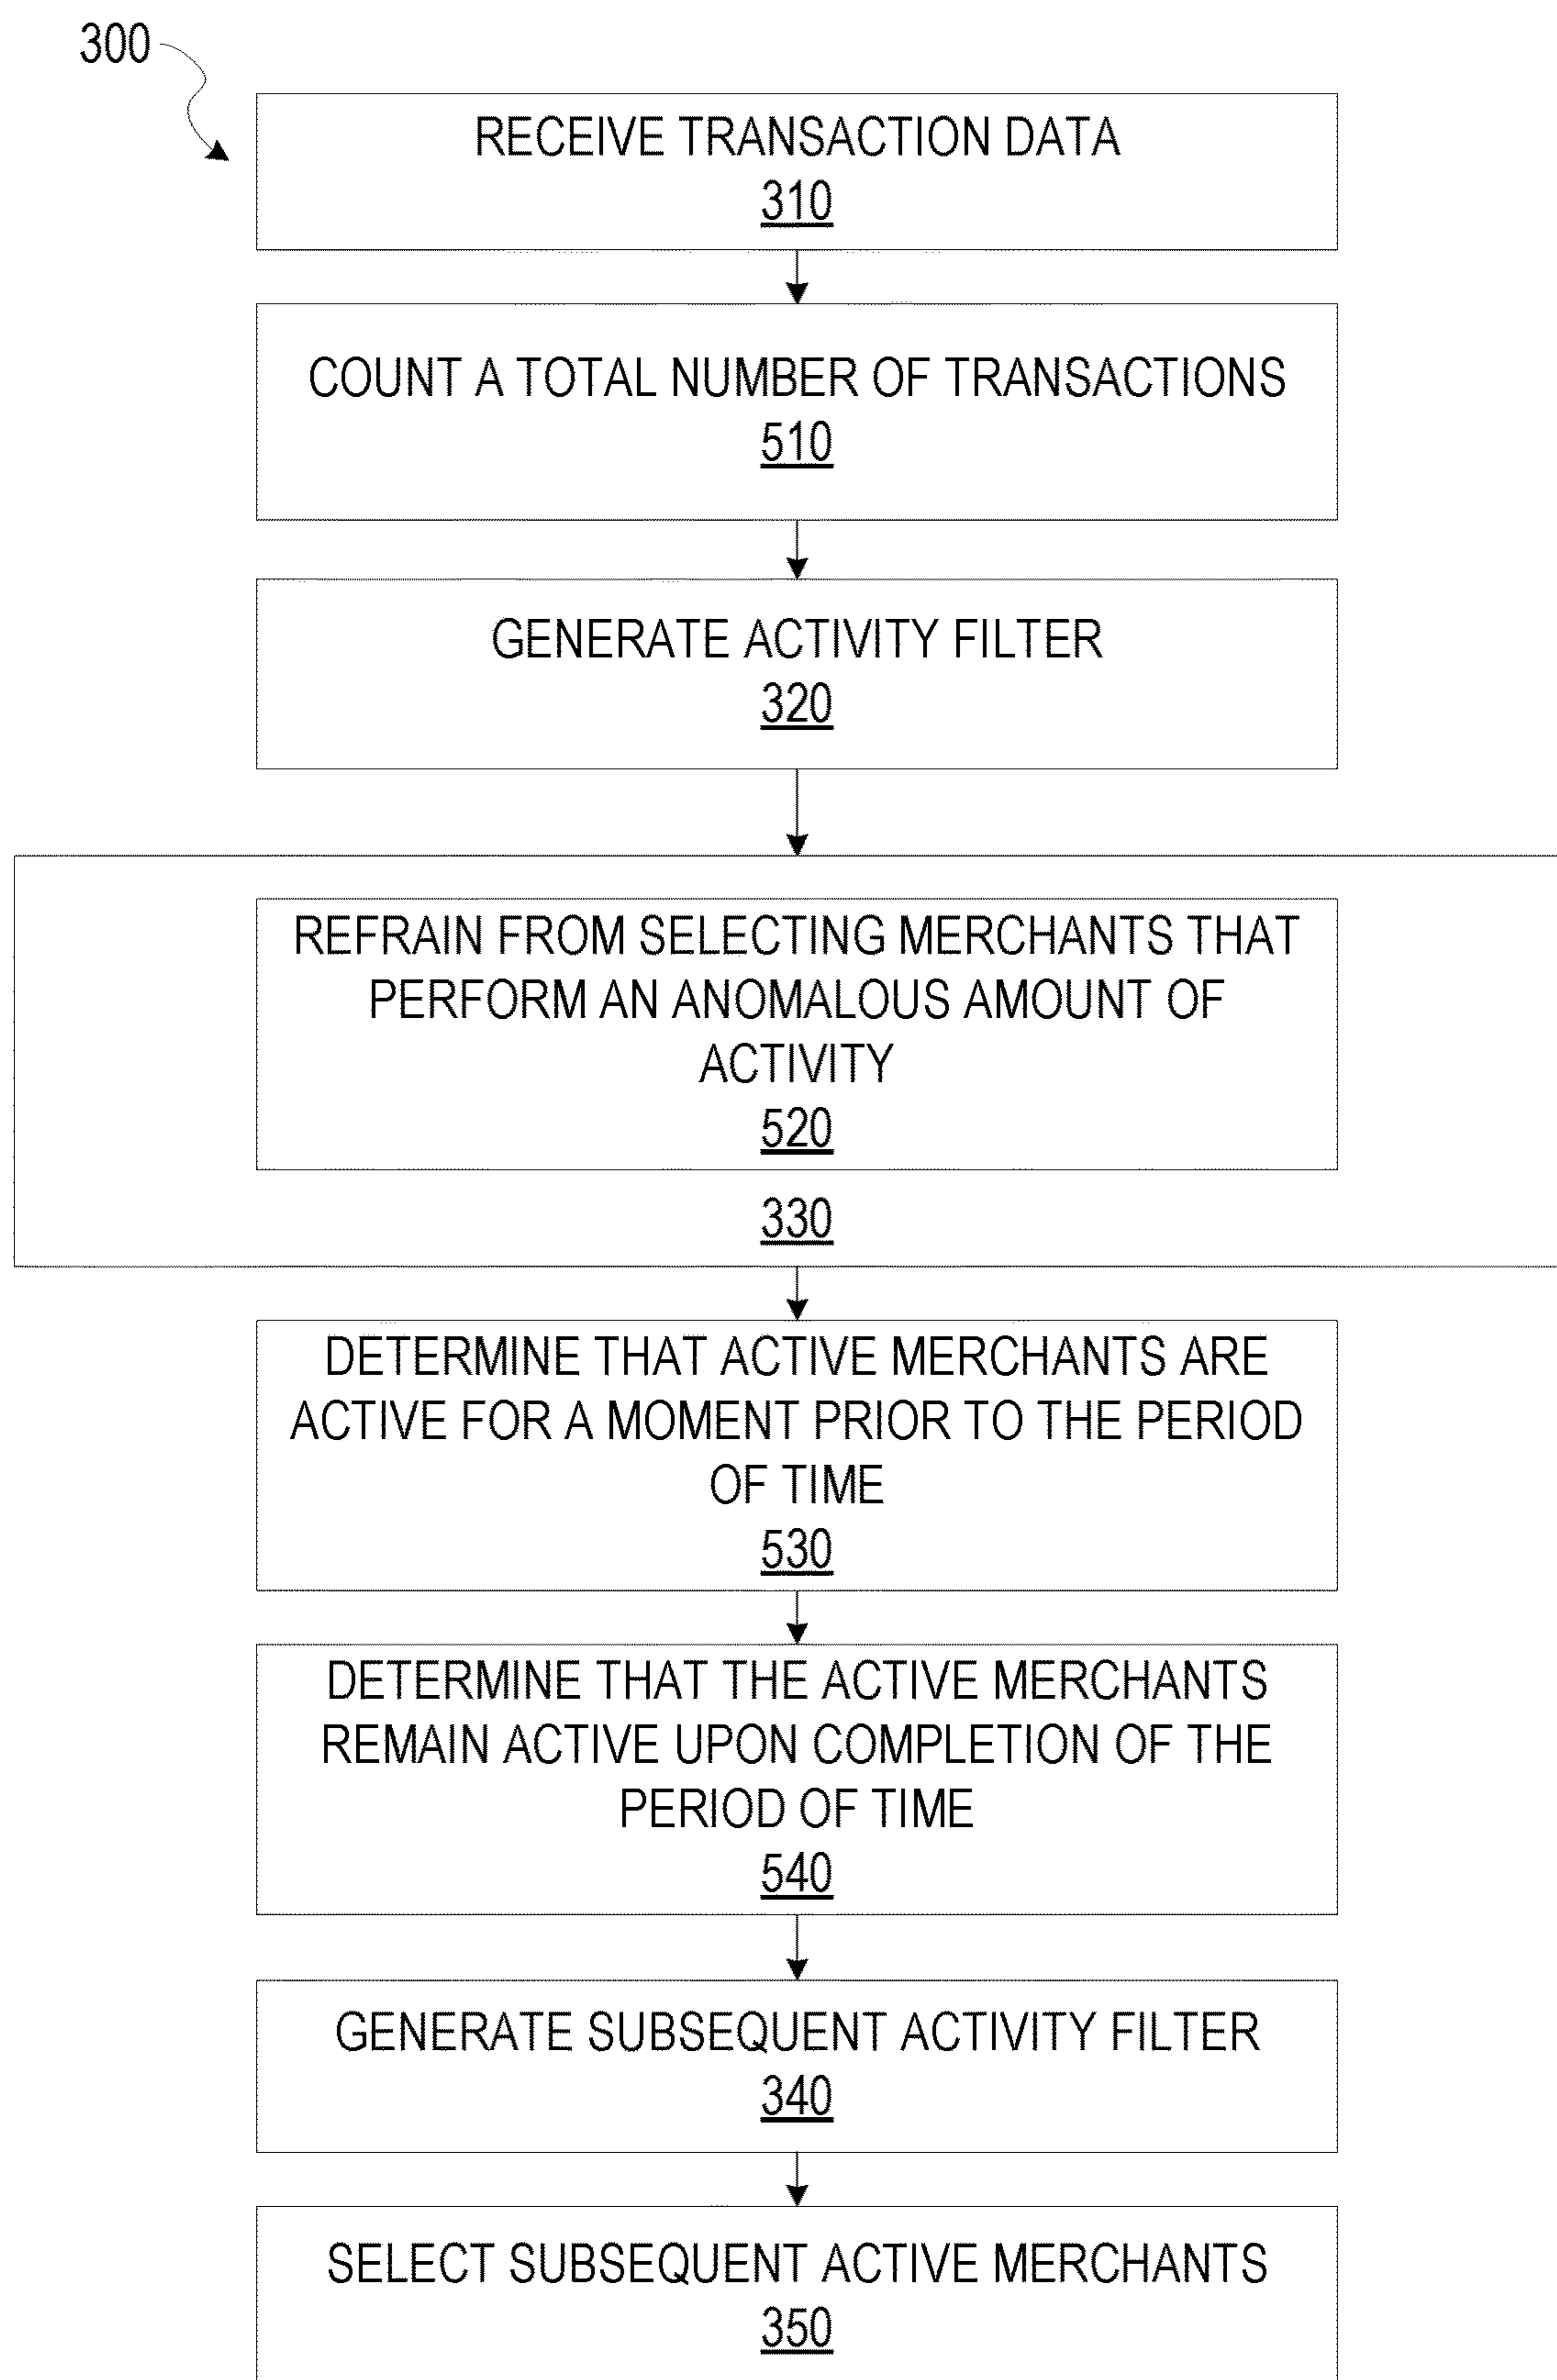 300
RECEIVE TRANSACTION DATA
310
COUNT A TOTAL NUMBER OF TRANSACTIONS
510
GENERATE ACTIVITY FILTER
320
REFRAIN FROM SELECTING MERCHANTS THAT
PERFORM AN ANOMALOUS AMOUNT OF
ACTIVITY
520
330
DETERMINE THAT ACTIVE MERCHANTS ARE
ACTIVE FOR A MOMENT PRIOR TO THE PERIOD
OF TIME
530
DETERMINE THAT THE ACTIVE MERCHANTS
REMAIN ACTIVE UPON COMPLETION OF THE
PERIOD OF TIME
540
GENERATE SUBSEQUENT ACTIVITY FILTER
340
SELECT SUBSEQUENT ACTIVE MERCHANTS
350